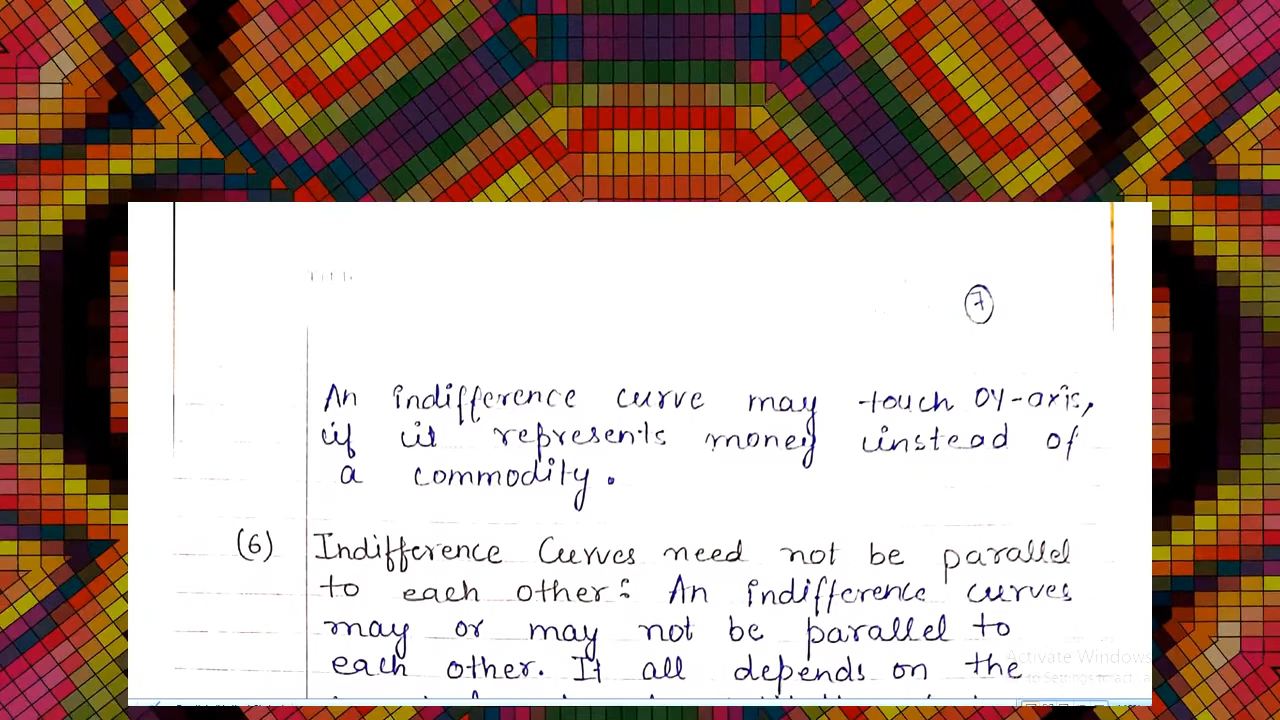 7
An indifference curve may touch OY-axis,
if it represents money instead of
a commodity.
(6) Indifference Curves need not be parallel
to each other: An indifference curves
may or may not be parallel to
each other. It all depends on the
Activate Windows